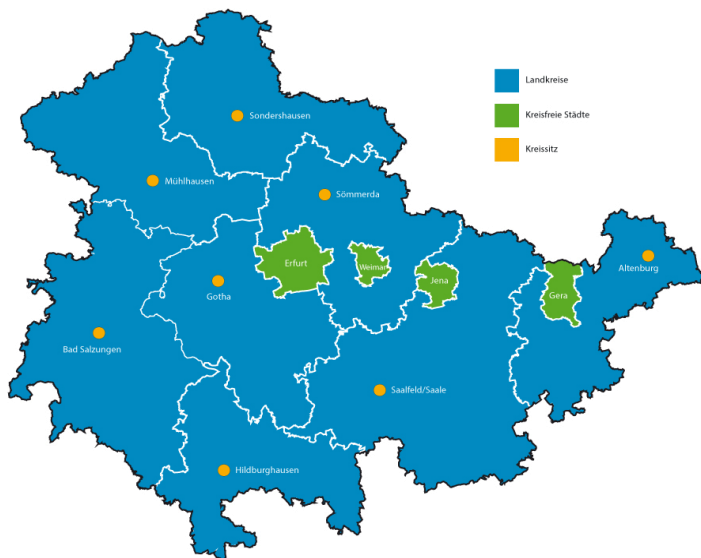 Landkreise
Kreisfreie Städte
Kreissitz
Sondershausen
Mühlhausen
Sömmerda
Erfurt
Weimar
Jena
Gera
Altenburg
Gotha
Bad Salzungen
Saalfeld/Saale
Hildburghausen